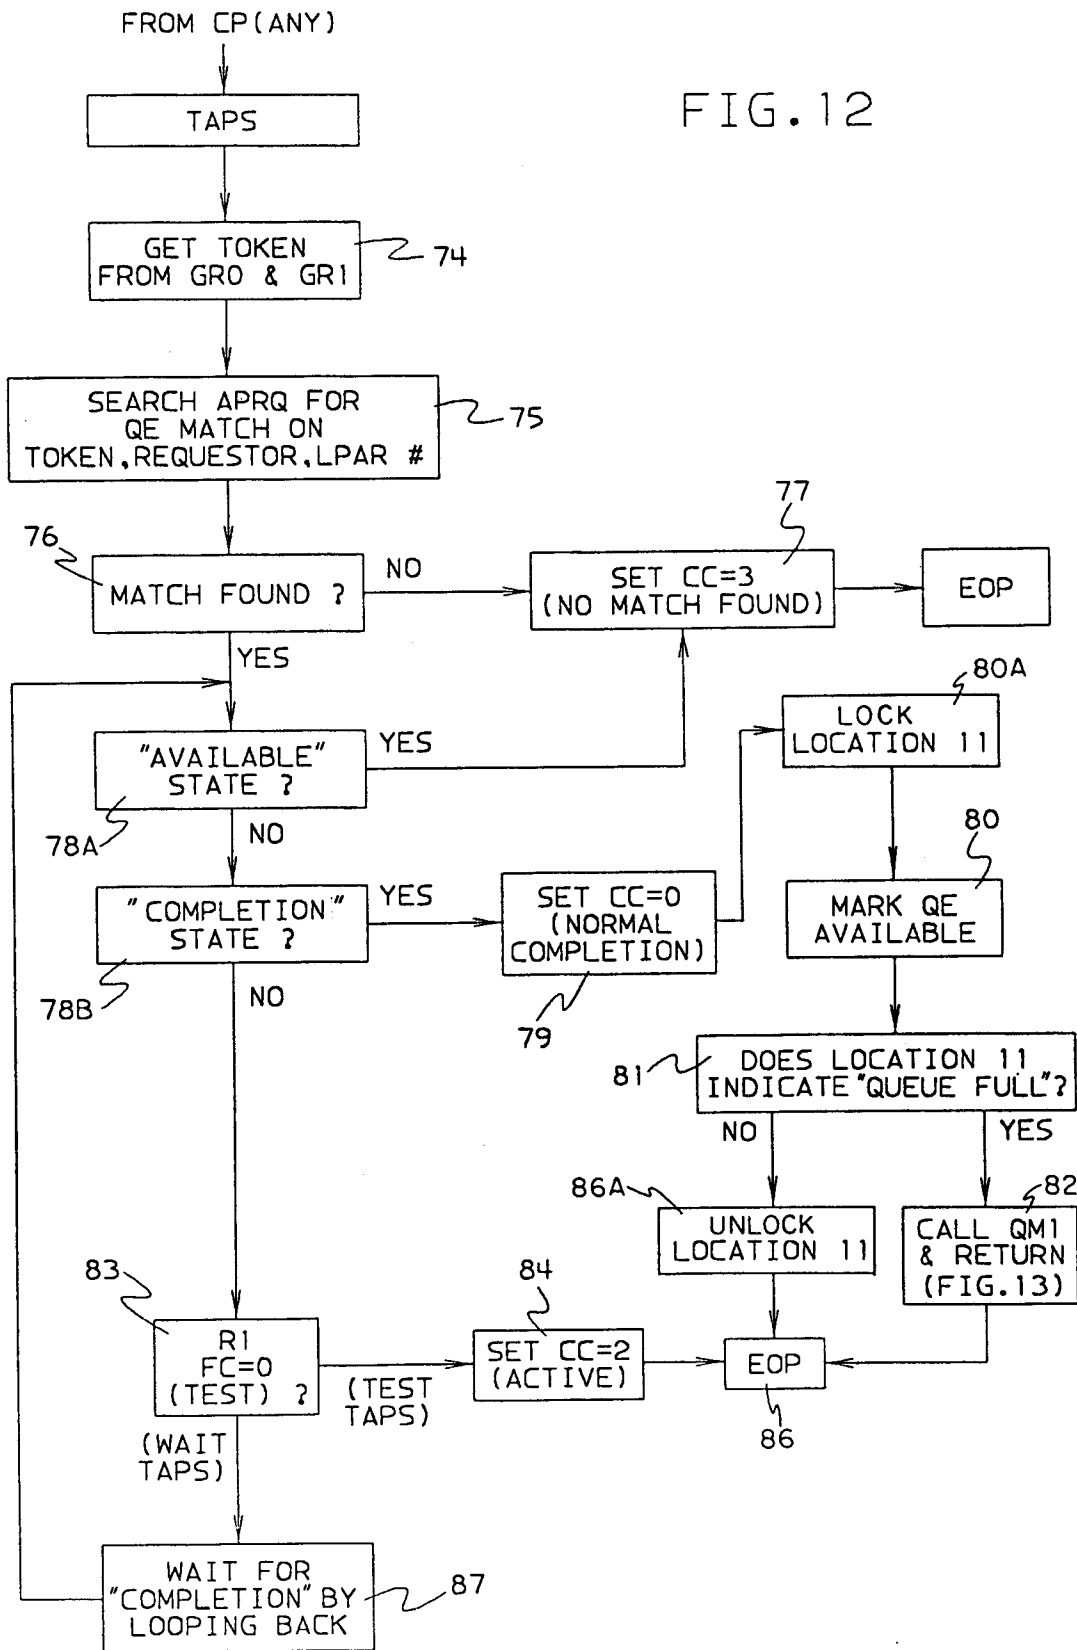 FROM CP(ANY)
FIG.12
TAPS
GET TOKEN
FROM GR0 & GR1
74
SEARCH APRQ FOR
QE MATCH ON
TOKEN,REQUESTOR,LPAR #
75
76
MATCH FOUND ?
NO
YES
77
SET CC=3
(NO MATCH FOUND)
EOP
80A
LOCK
LOCATION 11
"AVAILABLE"
STATE ?
YES
78A
NO
80
MARK QE
AVAILABLE
"COMPLETION"
STATE ?
YES
78B
NO
SET CC=0
(NORMAL
COMPLETION)
79
81
DOES LOCATION 11
INDICATE "QUEUE FULL"?
NO
YES
86A
UNLOCK
LOCATION 11
82
CALL QM1
& RETURN
(FIG.13)
83
R1
FC=0
(TEST) ?
(TEST
TAPS)
(WAIT
TAPS)
84
SET CC=2
(ACTIVE)
EOP
86
WAIT FOR
"COMPLETION" BY
LOOPING BACK
87